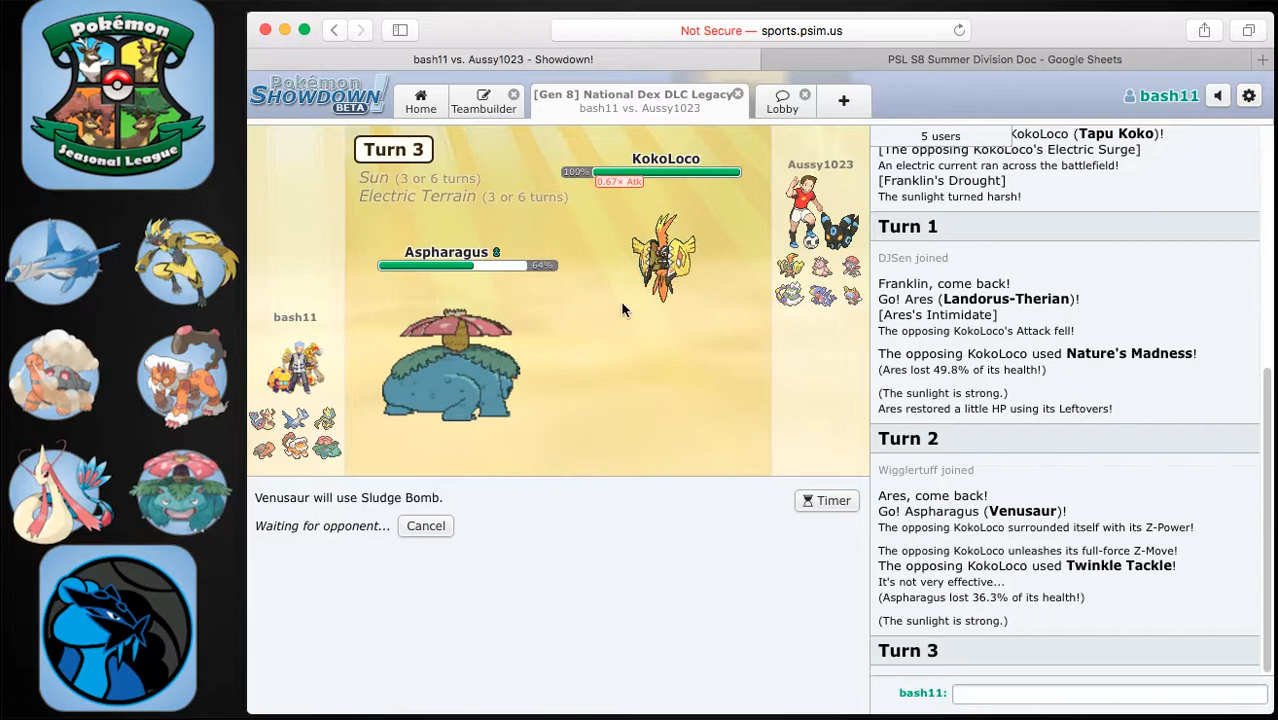 Pokémon
Seasonal League
Not Secure — sports.psim.us
bash11 vs. Aussy1023 - Showdown!
PSL S8 Summer Division Doc - Google Sheets
Pokémon
SHOWDOWN!
BETA
Home
Teambuilder
[Gen 8] National Dex DLC Legacy
bash11 vs. Aussy1023
Lobby
bash11
5 users
Turn 3
Sun (3 or 6 turns)
Electric Terrain (3 or 6 turns)
KokoLoco
100%
0.67× Atk
Aussy1023
Aspharagus
64%
bash11
Venusaur will use Sludge Bomb.
Waiting for opponent...
Cancel
Timer
KokoLoco (Tapu Koko)!
[The opposing KokoLoco's Electric Surge]
An electric current ran across the battlefield!
[Franklin's Drought]
The sunlight turned harsh!
Turn 1
DJSen joined
Franklin, come back!
Go! Ares (Landorus-Therian)!
[Ares's Intimidate]
The opposing KokoLoco's Attack fell!
The opposing KokoLoco used Nature's Madness!
(Ares lost 49.8% of its health!)
(The sunlight is strong.)
Ares restored a little HP using its Leftovers!
Turn 2
Wigglertuff joined
Ares, come back!
Go! Aspharagus (Venusaur)!
The opposing KokoLoco surrounded itself with its Z-Power!
The opposing KokoLoco unleashes its full-force Z-Move!
The opposing KokoLoco used Twinkle Tackle!
It's not very effective...
(Aspharagus lost 36.3% of its health!)
(The sunlight is strong.)
Turn 3
bash11: